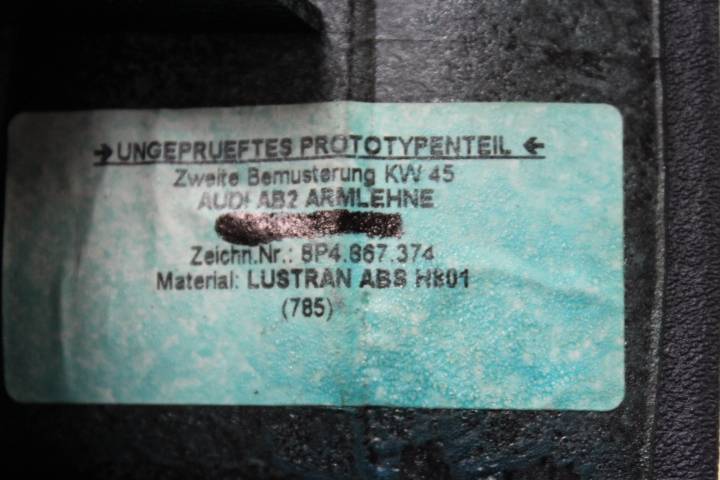 →UNGEPRUEFTES PROTOTYPENTEIL ←
Zweite Bemusterung KW 45
AUDI AB2 ARMLEHNE
Zeichn.Nr.: 8P4.867.374
Material: LUSTRAN ABS H801
(785)